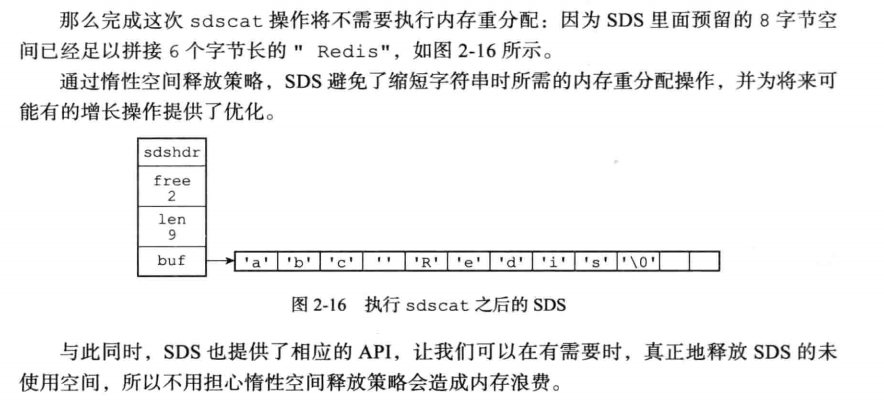 那么完成这次 sdscat 操作将不需要执行内存重分配：因为 SDS 里面预留的 8 字节空
间已经足以拼接 6 个字节长的 " Redis"，如图 2-16 所示。
通过惰性空间释放策略，SDS 避免了缩短字符串时所需的内存重分配操作，并为将来可
能有的增长操作提供了优化。
sdshdr
free
2
len
9
buf
'a' 'b' 'c' ' ' 'R' 'e' 'd' 'i' 's' '\0'
图 2-16 执行 sdscat 之后的 SDS
与此同时，SDS 也提供了相应的 API，让我们可以在有需要时，真正地释放 SDS 的未
使用空间，所以不用担心惰性空间释放策略会造成内存浪费。